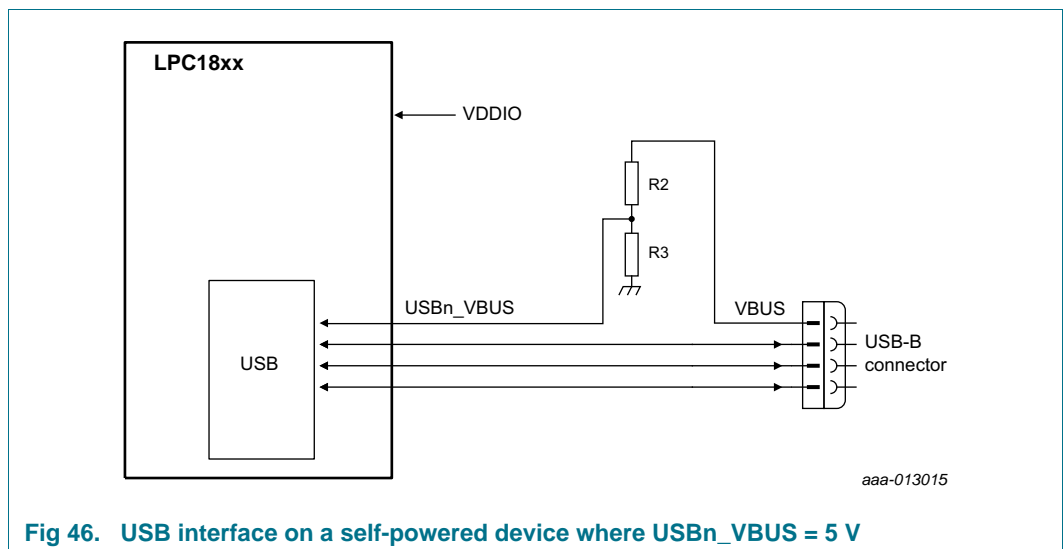 LPC18xx
VDDIO
R2
R3
USBn_VBUS
VBUS
USB
USB-B
connector
aaa-013015
Fig 46. USB interface on a self-powered device where USBn_VBUS = 5 V